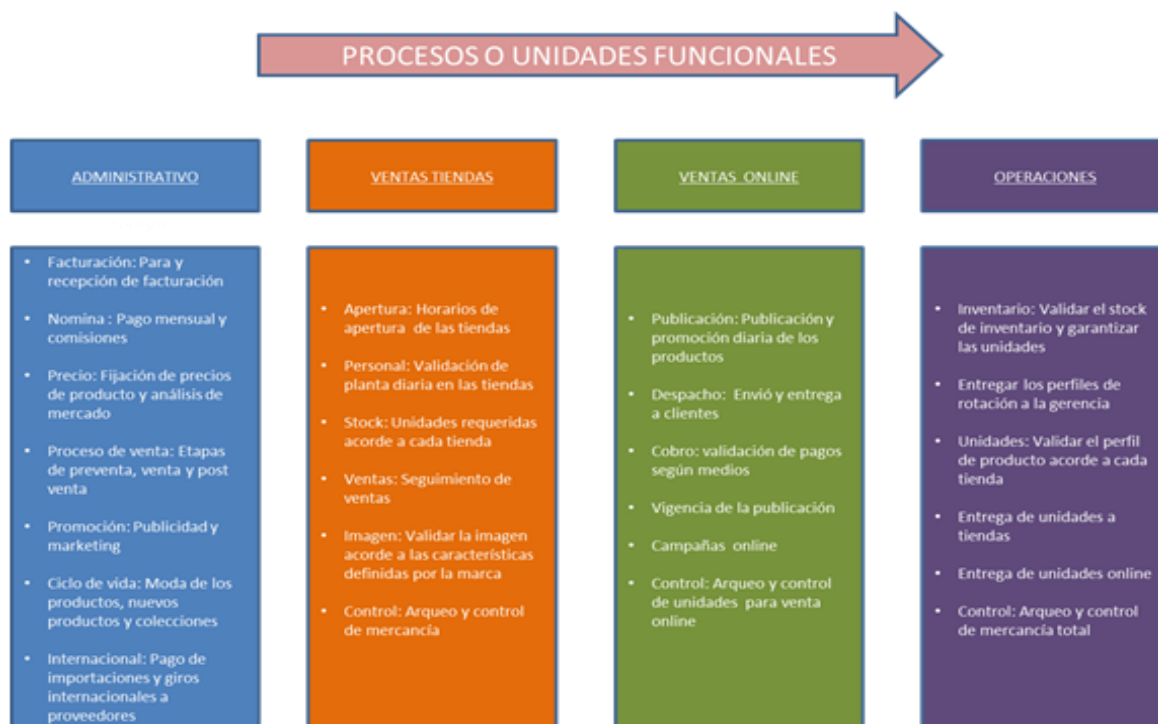 PROCESOS O UNIDADES FUNCIONALES
ADMINISTRATIVO
• Facturación: Para y
recepción de facturación
• Nomina : Pago mensual y
comisiones
• Precio: Fijación de precios
de producto y análisis de
mercado
• Proceso de venta: Etapas
de preventa, venta y post
venta
• Promoción: Publicidad y
marketing
• Ciclo de vida: Moda de los
productos, nuevos
productos y colecciones
• Internacional: Pago de
importaciones y giros
internacionales a
proveedores
VENTAS TIENDAS
• Apertura: Horarios de
apertura de las tiendas
• Personal: Validación de
planta diaria en las tiendas
• Stock: Unidades requeridas
acorde a cada tienda
• Ventas: Seguimiento de
ventas
• Imagen: Validar la imagen
acorde a las características
definidas por la marca
• Control: Arqueo y control
de mercancía
VENTAS ONLINE
• Publicación: Publicación y
promoción diaria de los
productos
• Despacho: Envió y entrega
a clientes
• Cobro: validación de pagos
según medios
• Vigencia de la publicación
• Campañas online
• Control: Arqueo y control
de unidades para venta
online
OPERACIONES
• Inventario: Validar el stock
de inventario y garantizar
las unidades
• Entregar los perfiles de
rotación a la gerencia
• Unidades: Validar el perfil
de producto acorde a cada
tienda
• Entrega de unidades a
tiendas
• Entrega de unidades online
• Control: Arqueo y control
de mercancía total